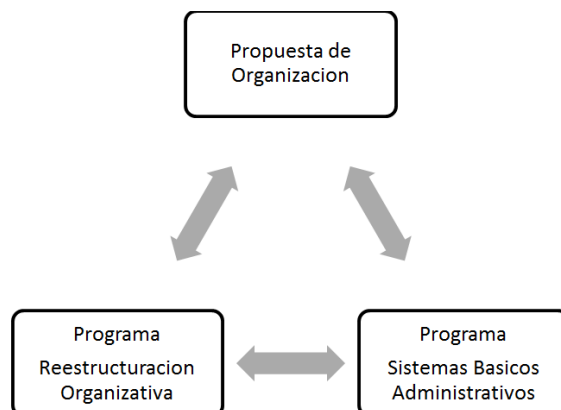 Propuesta de
Organizacion
Programa
Reestructuracion
Organizativa
Programa
Sistemas Basicos
Administrativos